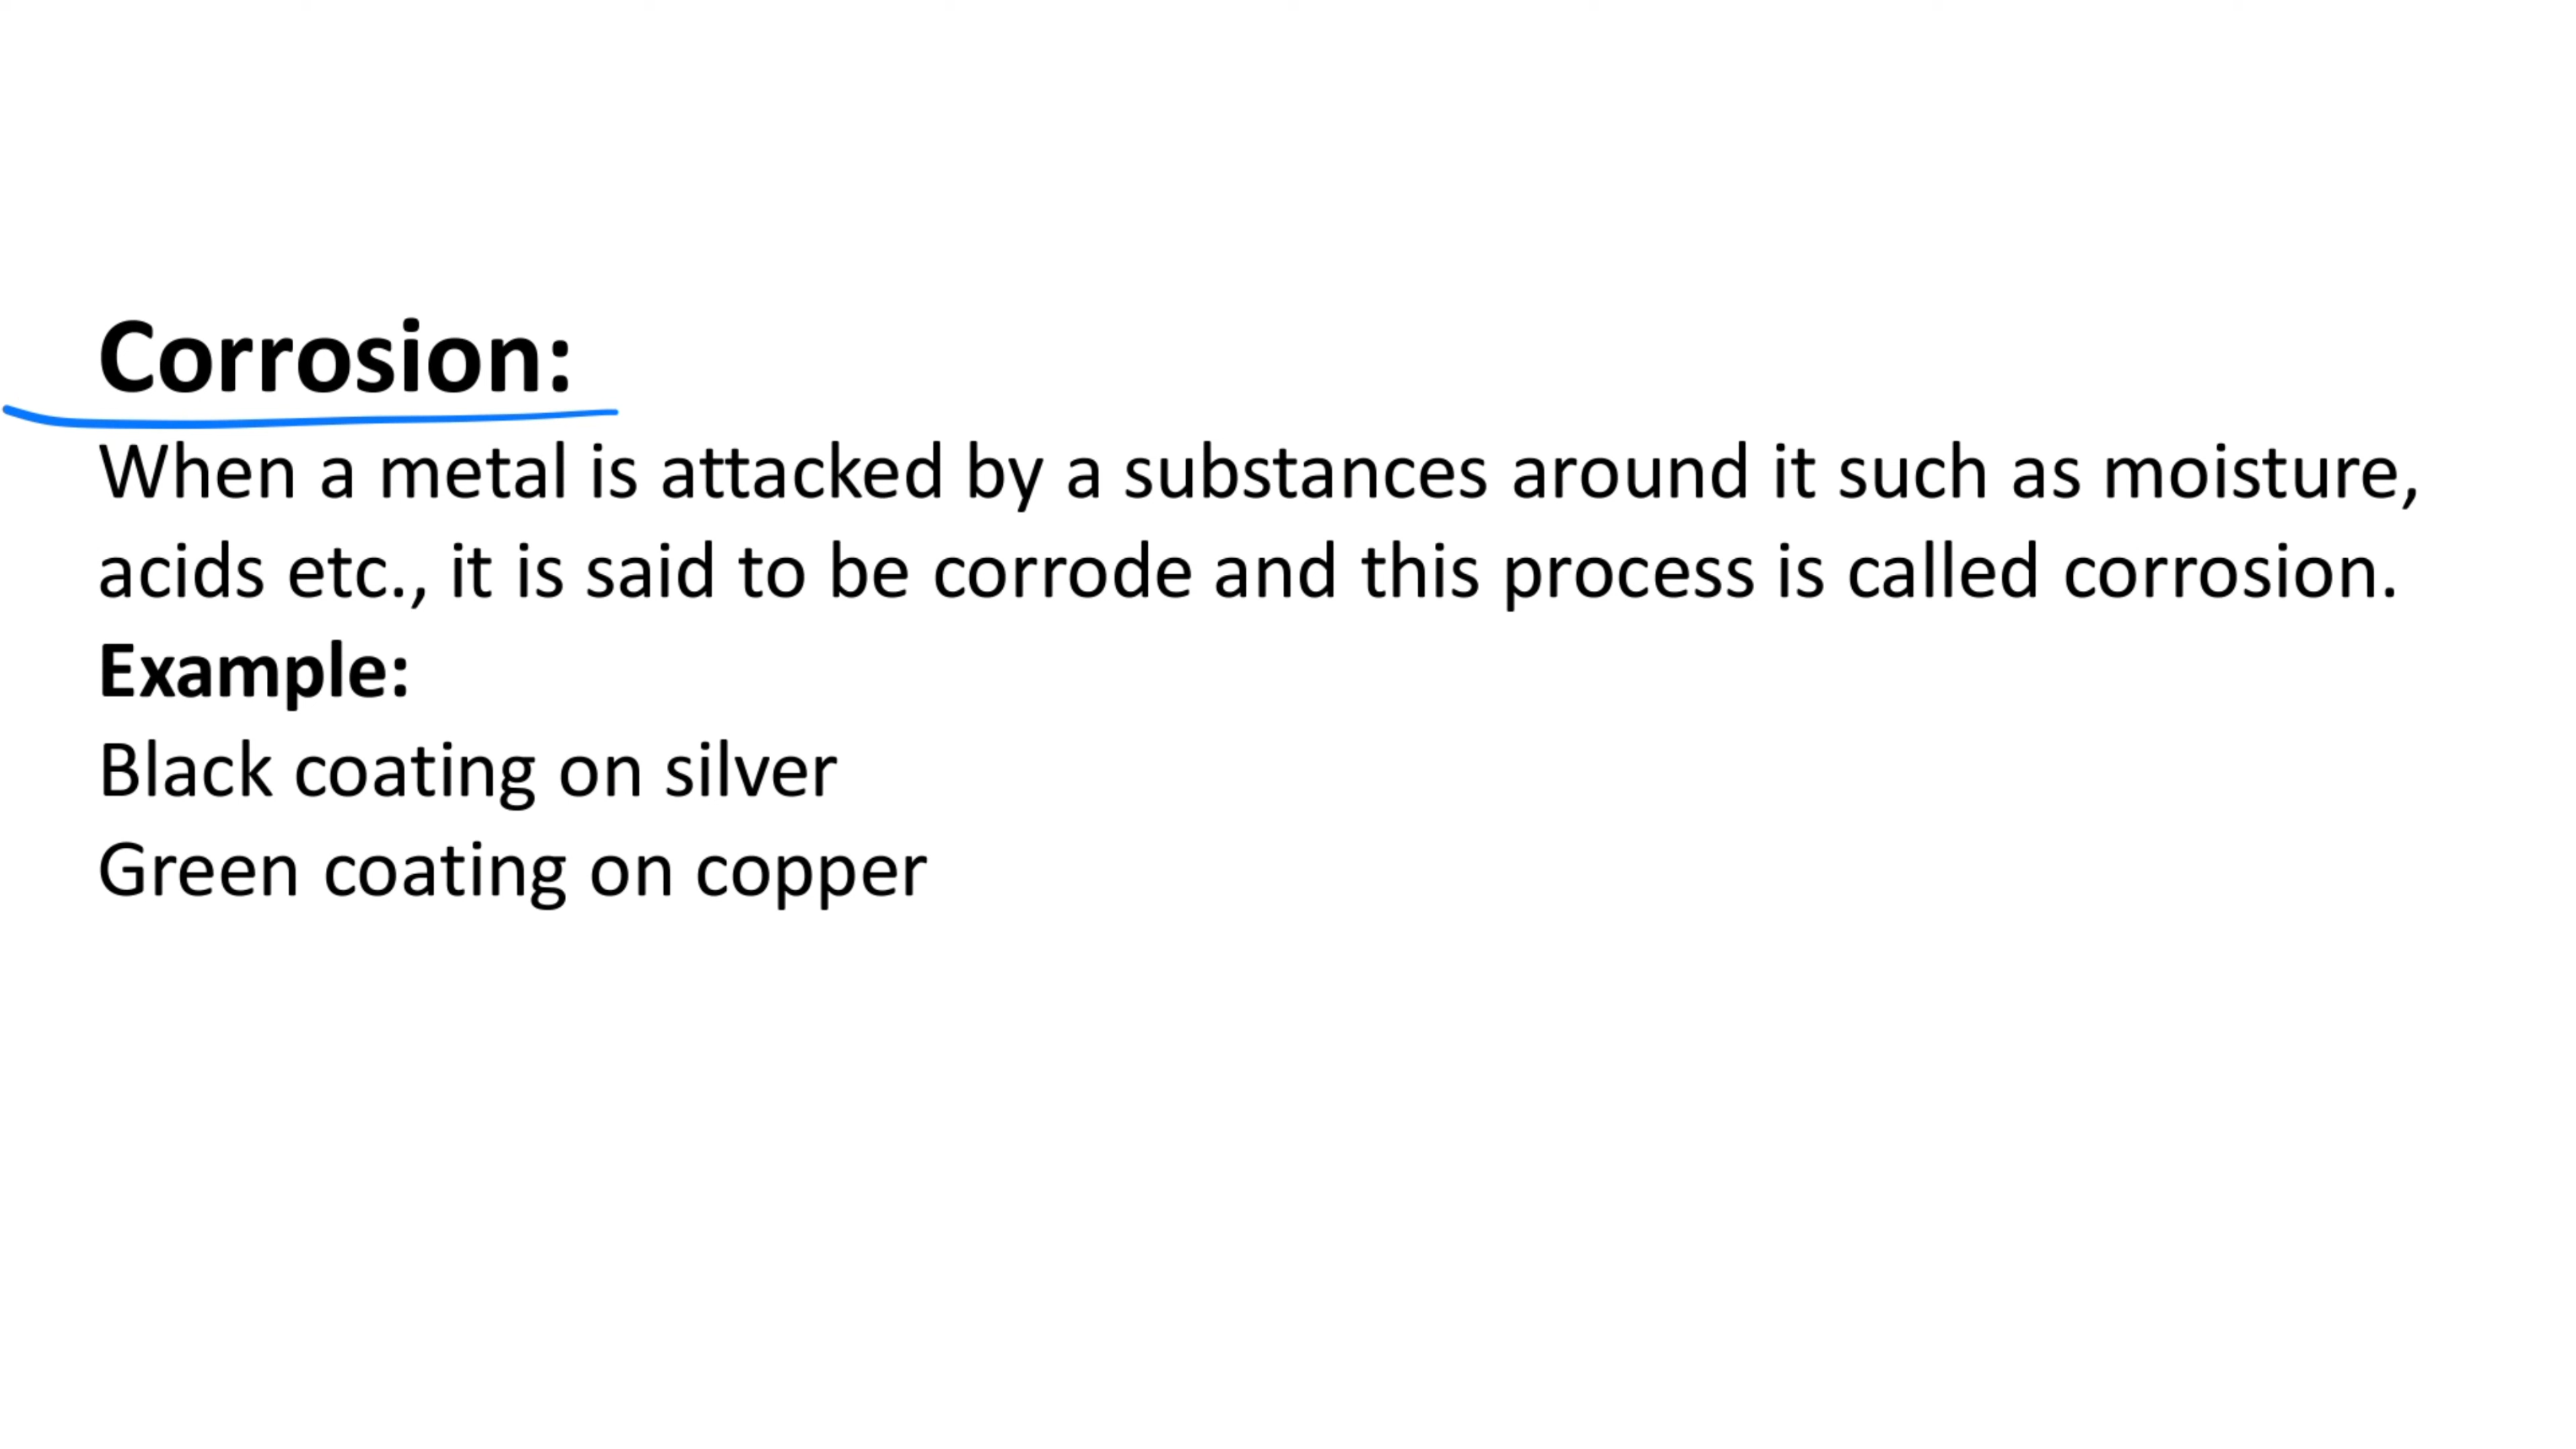 Corrosion:
When a metal is attacked by a substances around it such as moisture,
acids etc., it is said to be corrode and this process is called corrosion.
Example:
Black coating on silver
Green coating on copper